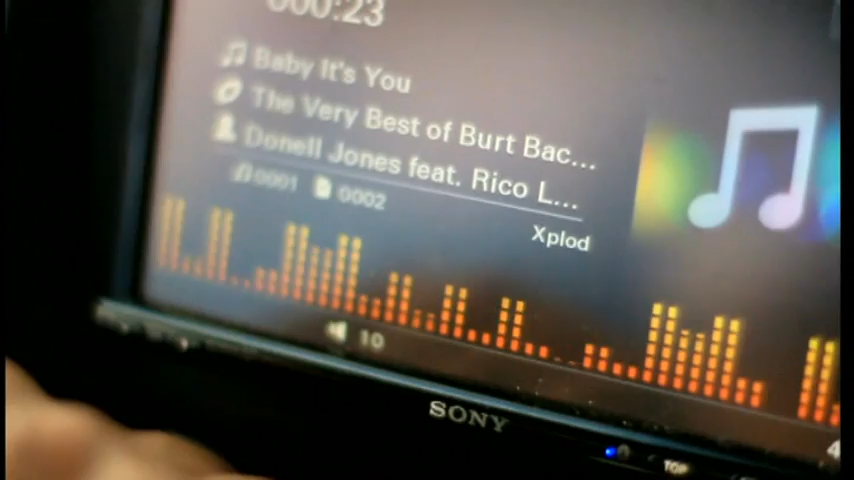 000:23
Baby It's You
The Very Best of Burt Bac...
Donell Jones feat. Rico L...
0001 0002
Xplod
10
SONY
TOP
4